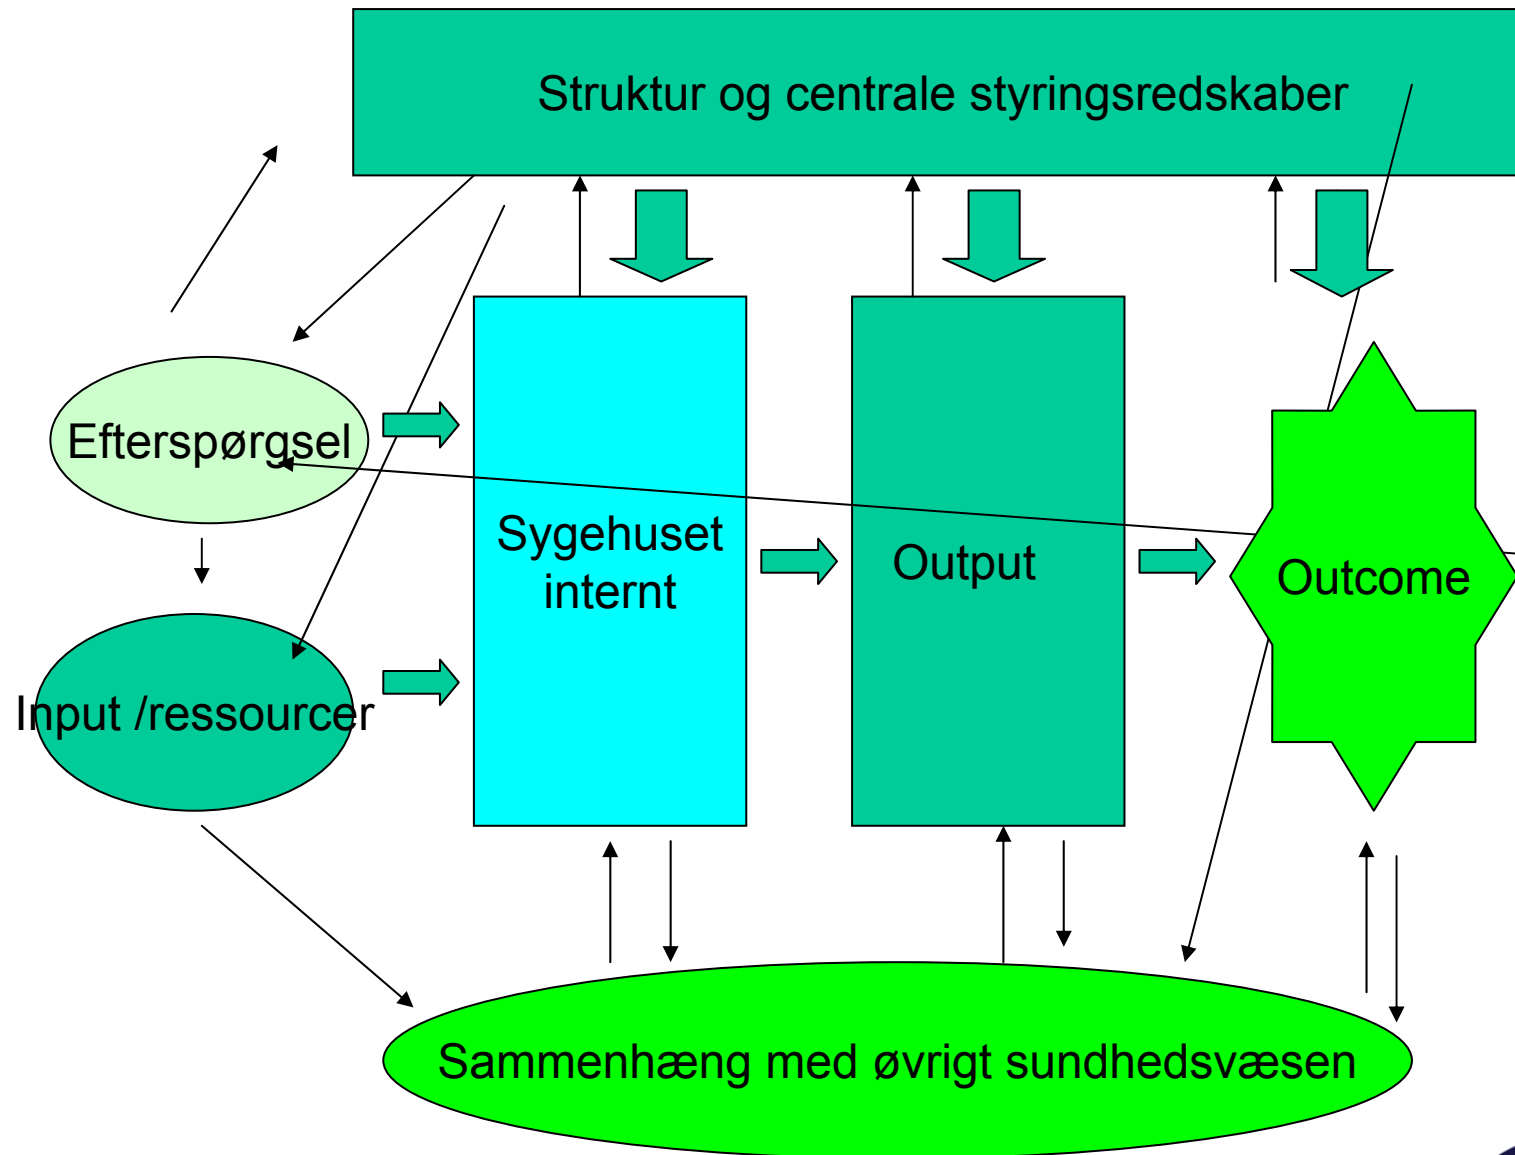 Struktur og centrale styringsredskaber
Efterspørgsel
Sygehuset
internt
Output
Outcome
Input /ressourcer
Sammenhæng med øvrigt sundhedsvæsen